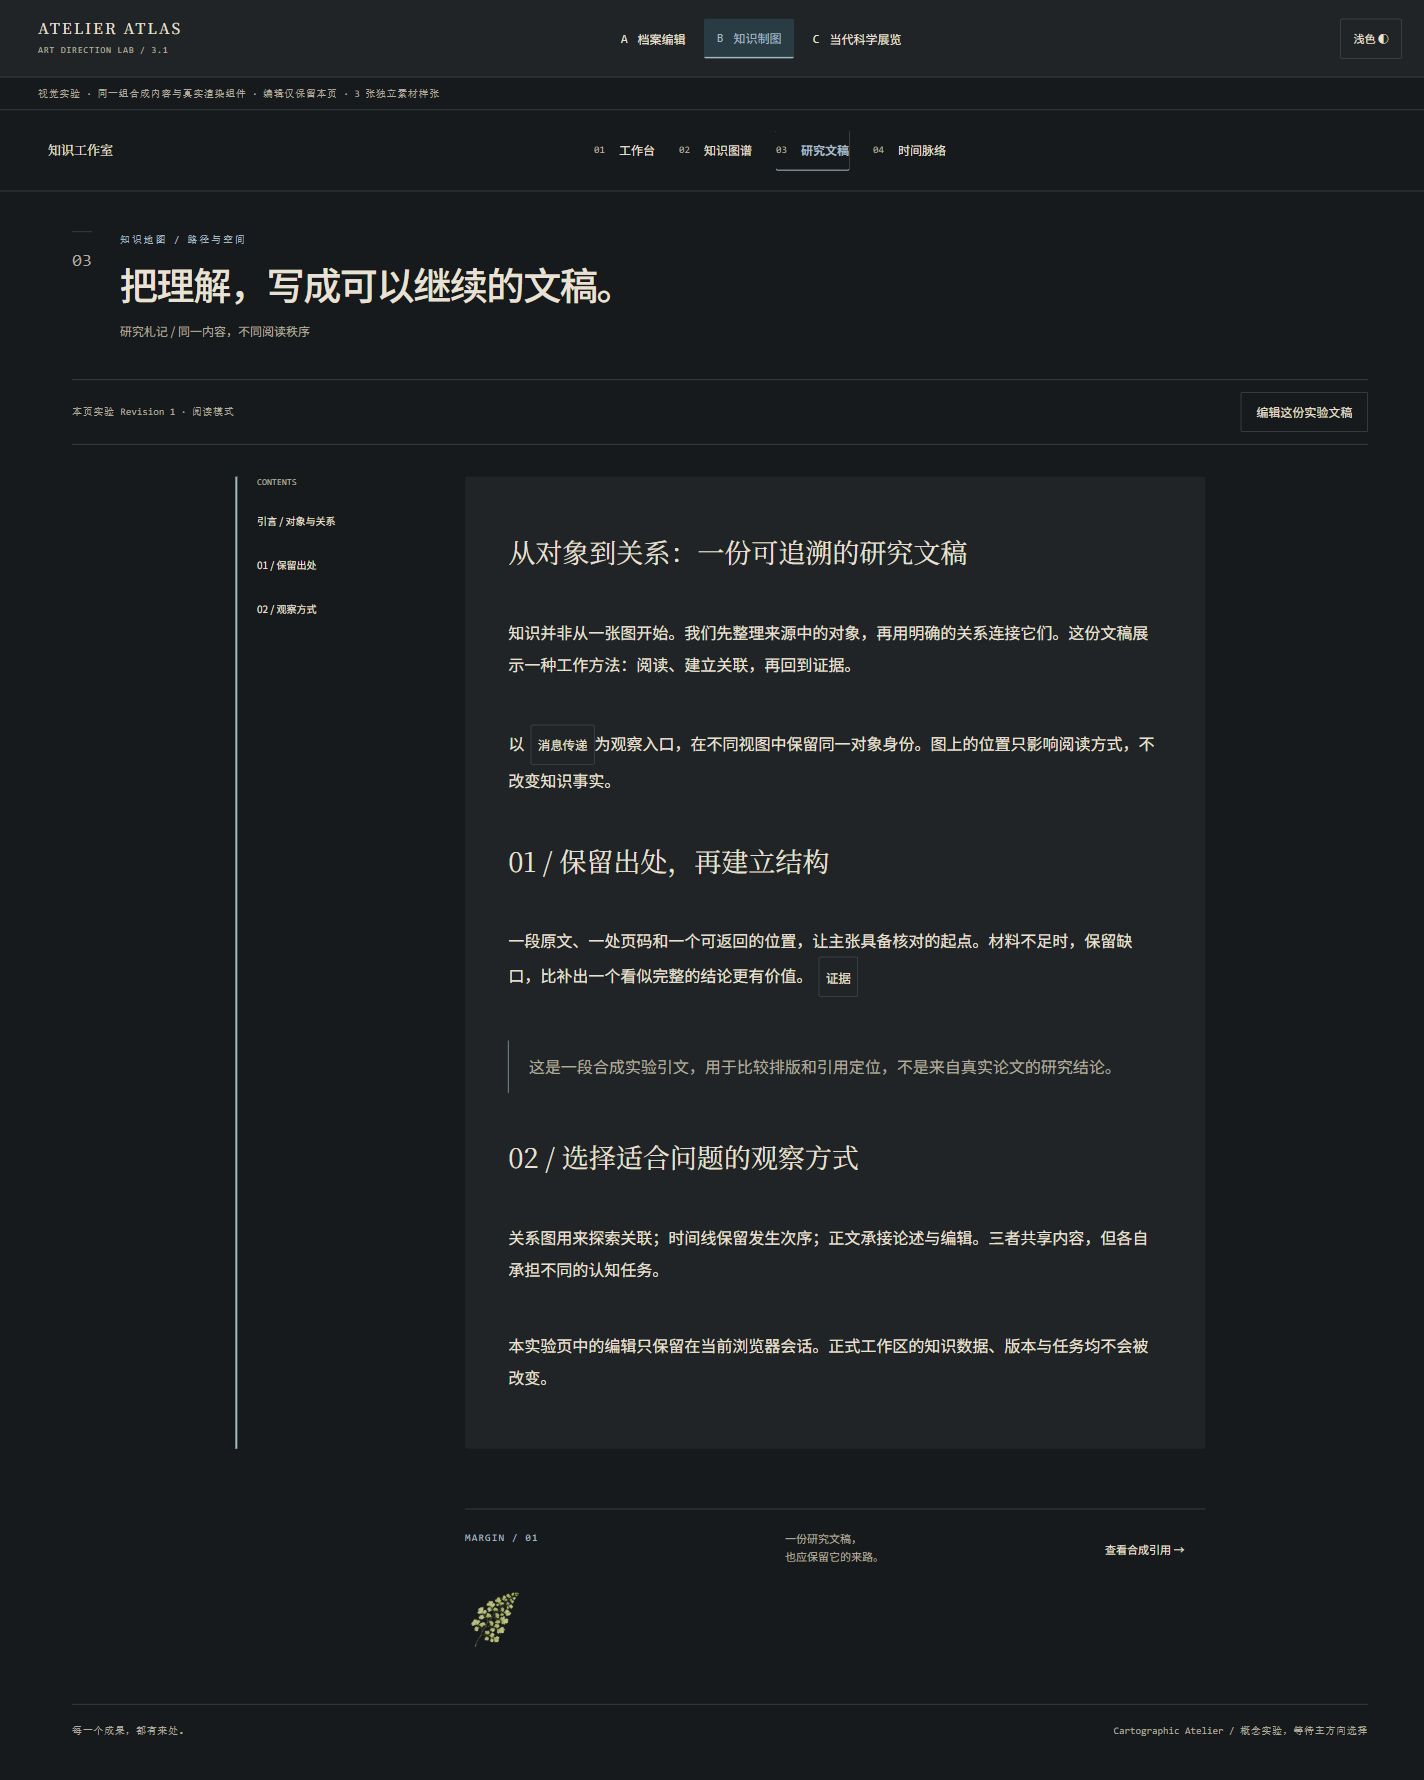 ATELIER ATLAS
ART DIRECTION LAB / 3.1
A 档案编辑
B 知识制图
C 当代科学展览
浅色
视觉实验 · 同一组合成内容与真实渲染组件 · 编辑仅保留本页 · 3 张独立素材样张
知识工作室
01 工作台
02 知识图谱
03 研究文稿
04 时间脉络
03
知识地图 / 路径与空间
把理解，写成可以继续的文稿。
研究札记 / 同一内容，不同阅读秩序
本页实验 Revision 1 · 阅读模式
编辑这份实验文稿
CONTENTS
引言 / 对象与关系
01 / 保留出处
02 / 观察方式
从对象到关系：一份可追溯的研究文稿
知识并非从一张图开始。我们先整理来源中的对象，再用明确的关系连接它们。这份文稿展
示一种工作方法：阅读、建立关联，再回到证据。
以 消息传递 为观察入口，在不同视图中保留同一对象身份。图上的位置只影响阅读方式，不
改变知识事实。
01 / 保留出处，再建立结构
一段原文、一处页码和一个可返回的位置，让主张具备核对的起点。材料不足时，保留缺
口，比补出一个看似完整的结论更有价值。 证据
这是一段合成实验引文，用于比较排版和引用定位，不是来自真实论文的研究结论。
02 / 选择适合问题的观察方式
关系图用来探索关联；时间线保留发生次序；正文承接论述与编辑。三者共享内容，但各自
承担不同的认知任务。
本实验页中的编辑只保留在当前浏览器会话。正式工作区的知识数据、版本与任务均不会被
改变。
MARGIN / 01
一份研究文稿，
也应保留它的来路。
查看合成引用 →
每一个成果，都有来处。
Cartographic Atelier / 概念实验，等待主方向选择